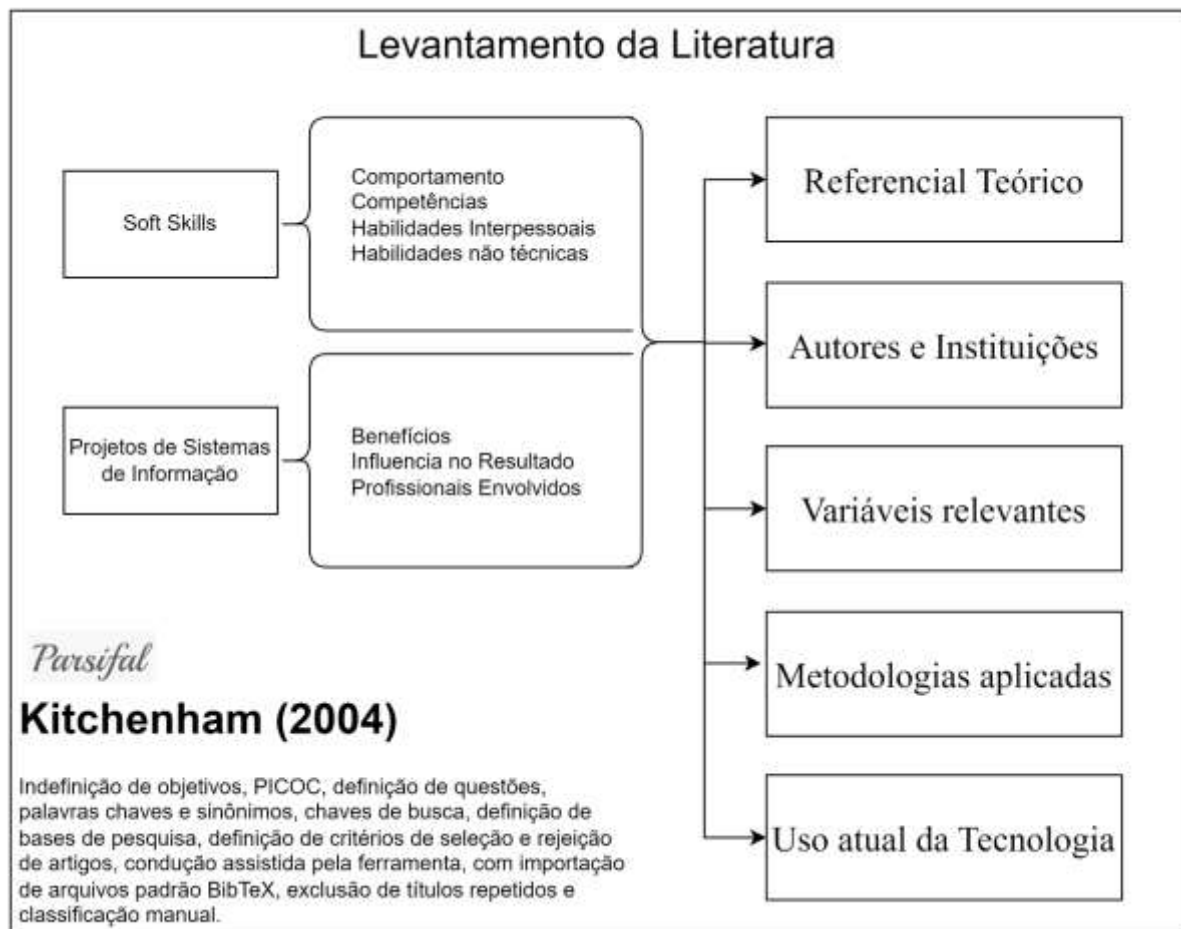 Levantamento da Literatura
Soft Skills
Comportamento
Competências
Habilidades Interpessoais
Habilidades não técnicas
Projetos de Sistemas
de Informação
Benefícios
Influencia no Resultado
Profissionais Envolvidos
Referencial Teórico
Autores e Instituições
Variáveis relevantes
Metodologias aplicadas
Uso atual da Tecnologia
Parsifal
Kitchenham (2004)
Indefinição de objetivos, PICOC, definição de questões,
palavras chaves e sinônimos, chaves de busca, definição de
bases de pesquisa, definição de critérios de seleção e rejeição
de artigos, condução assistida pela ferramenta, com importação
de arquivos padrão BibTeX, exclusão de títulos repetidos e
classificação manual.